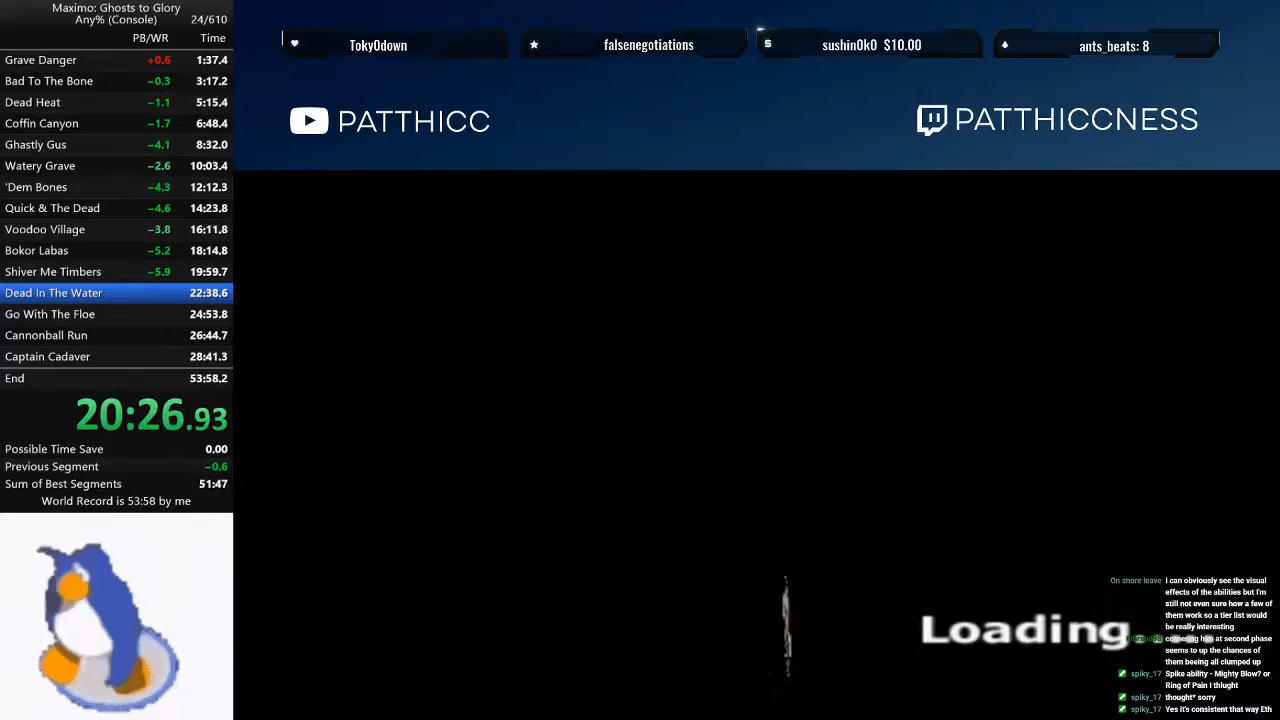 Maximo: Ghosts to Glory
Any% (Console) 24/610
PB/WR Time
Grave Danger +0.6 1:37.4
Bad To The Bone −0.3 3:17.2
Dead Heat −1.1 5:15.4
Coffin Canyon −1.7 6:48.4
Ghastly Gus −4.1 8:32.0
Watery Grave −2.6 10:03.4
'Dem Bones −4.3 12:12.3
Quick & The Dead −4.6 14:23.8
Voodoo Village −3.8 16:11.8
Bokor Labas −5.2 18:14.8
Shiver Me Timbers −5.9 19:59.7
Dead In The Water 22:38.6
Go With The Floe 24:53.8
Cannonball Run 26:44.7
Captain Cadaver 28:41.3
End 53:58.2
20:26.93
Possible Time Save 0.00
Previous Segment −0.6
Sum of Best Segments 51:47
World Record is 53:58 by me
Toky0down falsenegotiations sushin0k0 $10.00 ants_beats: 8
PATTHICC PATTHICCNESS
Loading...
On snore leave I can obviously see the visual
effects of the abilities but I'm
still not even sure how a few of
them work so a tier list would
be really interesting
him at second phase
seems to up the chances of
them beeing all clumped up
spiky_17 Spike ability - Mighty Blow? or
Ring of Pain I thlught
spiky_17 thought* sorry
spiky_17 Yes it's consistent that way Eth